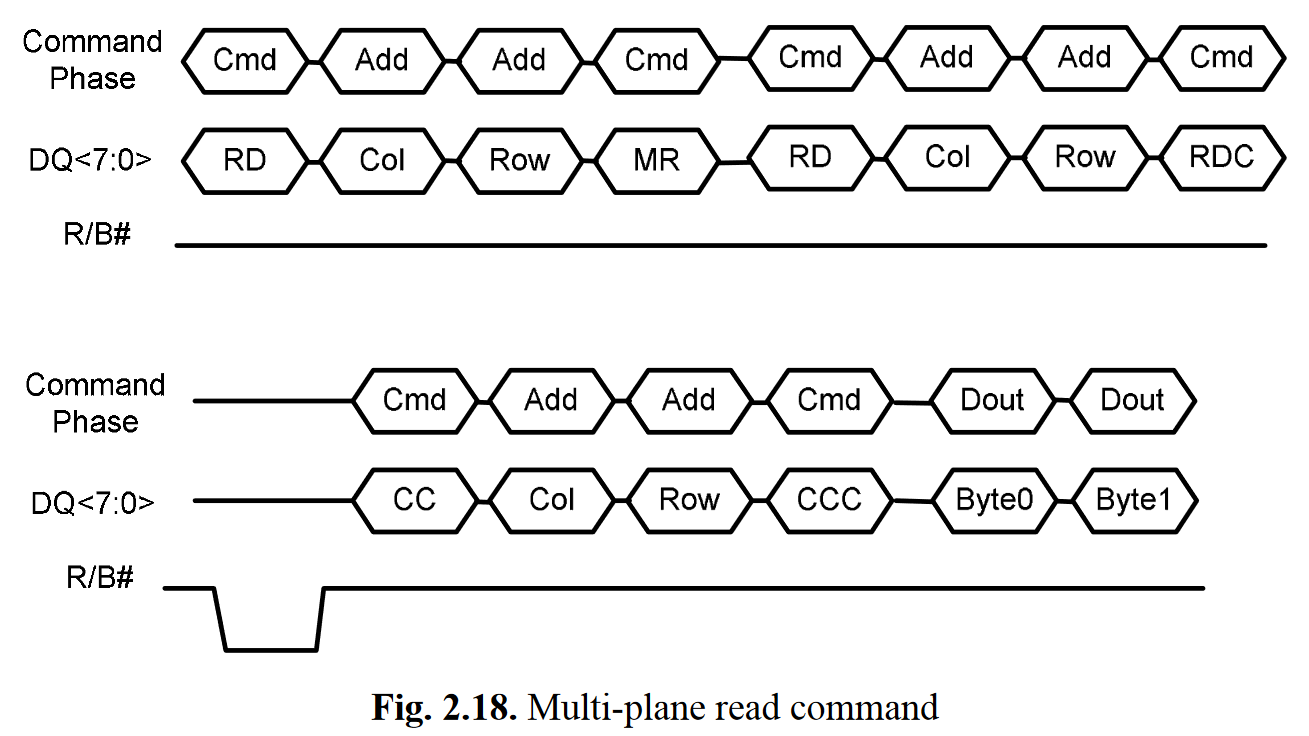 Command Phase Cmd Add Add Cmd Cmd Add Add Cmd
DQ<7:0> RD Col Row MR RD Col Row RDC
R/B#
Command Phase Cmd Add Add Cmd Dout Dout
DQ<7:0> CC Col Row CCC Byte0 Byte1
R/B#
Fig. 2.18. Multi-plane read command